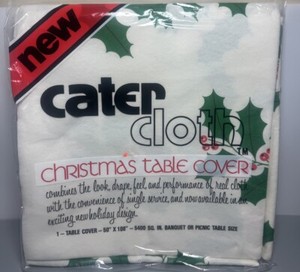 new
cater
cloth
TM
christmas table cover
combines the look, drape, feel, and performance of real cloth
with the convenience of single service, and now available in an
exciting new holiday design.
1 - TABLE COVER - 60" X 108" - 5400 SQ. IN. BANQUET OR PICNIC TABLE SIZE